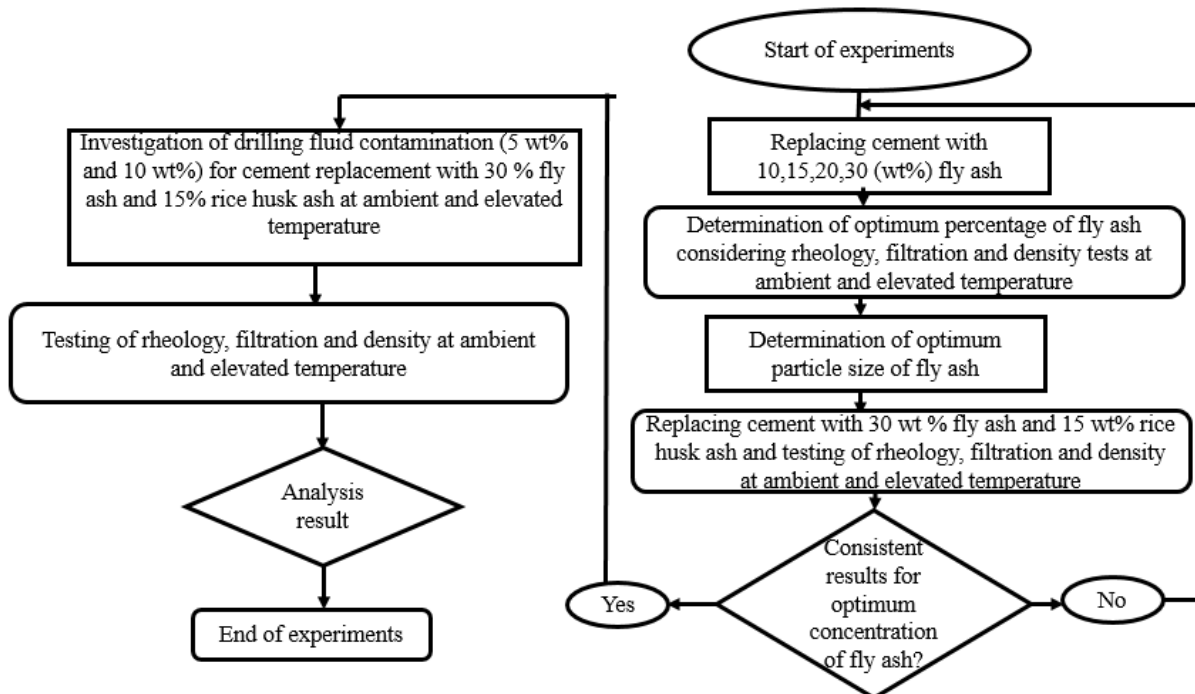 Start of experiments
Replacing cement with
10,15,20,30 (wt%) fly ash
Determination of optimum percentage of fly ash
considering rheology, filtration and density tests at
ambient and elevated temperature
Determination of optimum
particle size of fly ash
Replacing cement with 30 wt % fly ash and 15 wt% rice
husk ash and testing of rheology, filtration and density
at ambient and elevated temperature
Consistent
results for
optimum
concentration
of fly ash?
No
Yes
Investigation of drilling fluid contamination (5 wt%
and 10 wt%) for cement replacement with 30 % fly
ash and 15% rice husk ash at ambient and elevated
temperature
Testing of rheology, filtration and density at ambient
and elevated temperature
Analysis
result
End of experiments